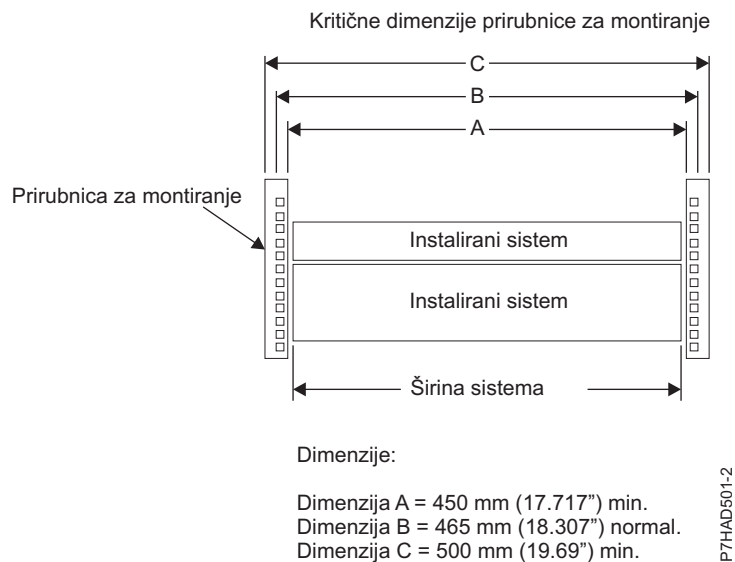 Kritične dimenzije prirubnice za montiranje
C
B
A
Prirubnica za montiranje
Instalirani sistem
Instalirani sistem
Širina sistema
Dimenzije:
Dimenzija A = 450 mm (17.717”) min.
Dimenzija B = 465 mm (18.307”) normal.
Dimenzija C = 500 mm (19.69”) min.
P7HAD501-2